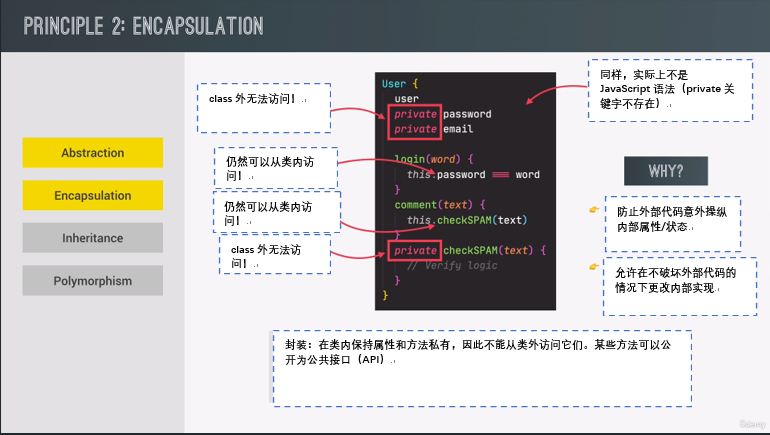 PRINCIPLE 2: ENCAPSULATION
Abstraction
Encapsulation
Inheritance
Polymorphism
class 外无法访问！
仍然可以从类内访
问！
仍然可以从类内访
问！
class 外无法访
问！
User {
user
private password
private email
login(word) {
this.password === word
}
comment(text) {
this.checkSPAM(text)
}
private checkSPAM(text) {
// Verify logic
}
}
同样，实际上不是
JavaScript 语法（private 关
键字不存在）
WHY?
👉 防止外部代码意外操纵
内部属性/状态
👉 允许在不破坏外部代码的
情况下更改内部实现
封装：在类内保持属性和方法私有，因此不能从类外访问它们。某些方法可以公
开为公共接口（API）
Udemy